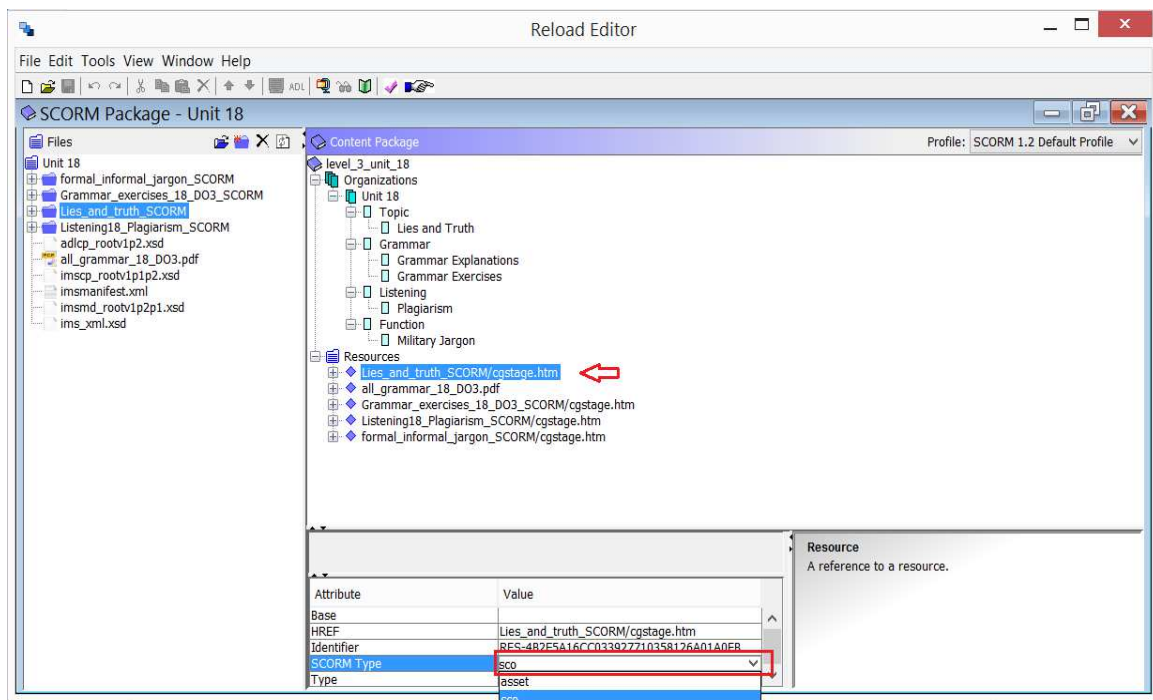 Reload Editor
File Edit Tools View Window Help
ADL
SCORM Package - Unit 18
Files
Unit 18
formal_informal_jargon_SCORM
Grammar_exercises_18_DO3_SCORM
Lies_and_truth_SCORM
Listening18_Plagiarism_SCORM
adlcp_rootv1p2.xsd
all_grammar_18_DO3.pdf
imscp_rootv1p1p2.xsd
imsmanifest.xml
imsmd_rootv1p2p1.xsd
ims_xml.xsd
Content Package
Profile: SCORM 1.2 Default Profile
level_3_unit_18
Organizations
Unit 18
Topic
Lies and Truth
Grammar
Grammar Explanations
Grammar Exercises
Listening
Plagiarism
Function
Military Jargon
Resources
Lies_and_truth_SCORM/cgstage.htm
all_grammar_18_DO3.pdf
Grammar_exercises_18_DO3_SCORM/cgstage.htm
Listening18_Plagiarism_SCORM/cgstage.htm
formal_informal_jargon_SCORM/cgstage.htm
Attribute Value
Base
HREF Lies_and_truth_SCORM/cgstage.htm
Identifier
SCORM Type sco
Type asset
sco
Resource
A reference to a resource.